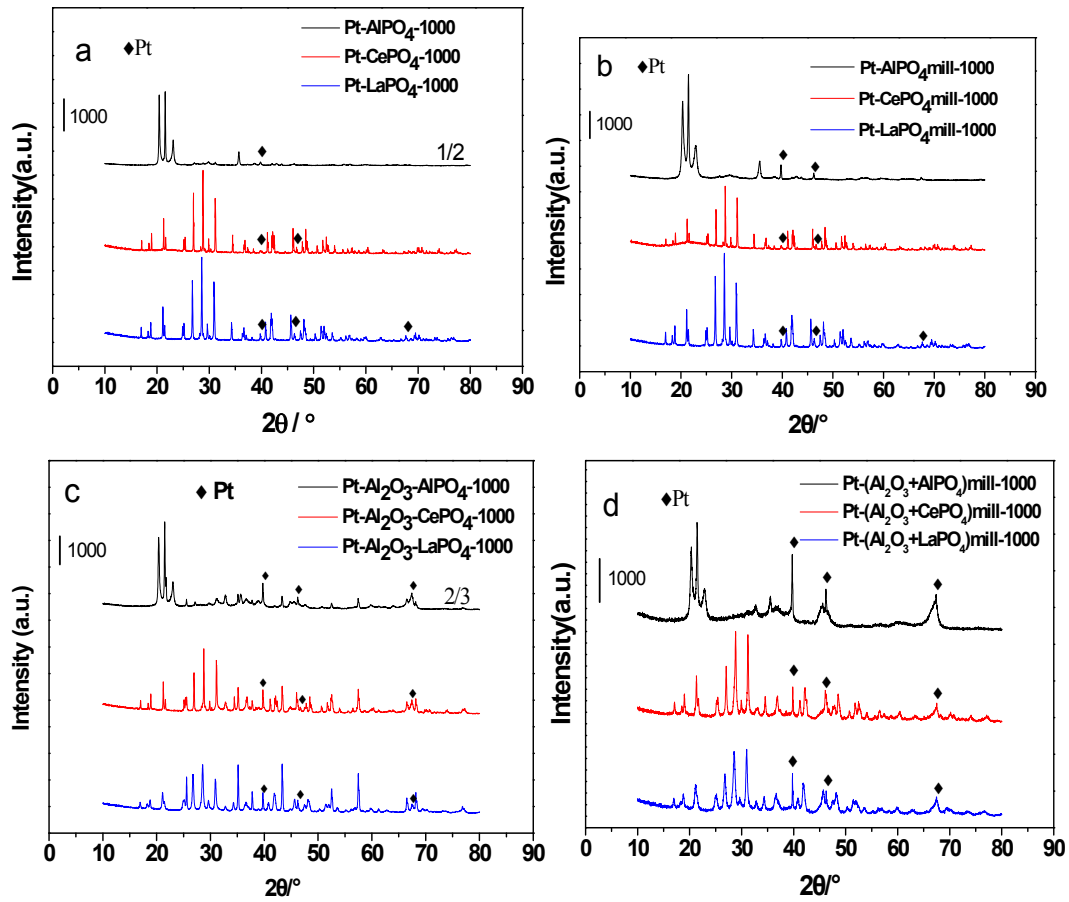 a
◆Pt
Pt-AlPO4-1000
Pt-CePO4-1000
Pt-LaPO4-1000
1000
1/2
Intensity(a.u.)
0 10 20 30 40 50 60 70 80 90
2θ/ °
b
◆Pt
Pt-AlPO4mill-1000
Pt-CePO4mill-1000
Pt-LaPO4mill-1000
1000
Intensity(a.u.)
0 10 20 30 40 50 60 70 80 90
2θ/ °
c
◆ Pt
Pt-Al2O3-AlPO4-1000
Pt-Al2O3-CePO4-1000
Pt-Al2O3-LaPO4-1000
1000
2/3
Intensity (a.u.)
0 10 20 30 40 50 60 70 80 90
2θ/°
d
◆Pt
Pt-(Al2O3+AlPO4)mill-1000
Pt-(Al2O3+CePO4)mill-1000
Pt-(Al2O3+LaPO4)mill-1000
1000
Intensity(a.u.)
0 10 20 30 40 50 60 70 80 90
2θ/°